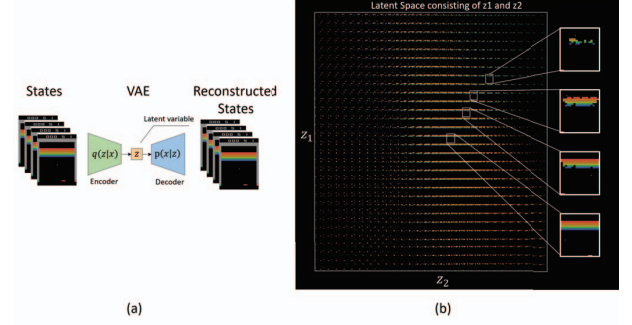 States
VAE
Reconstructed
States
Latent variable
q(z|x)
z
p(x|z)
Encoder
Decoder
(a)
Latent Space consisting of z1 and z2
Z1
Z2
(b)